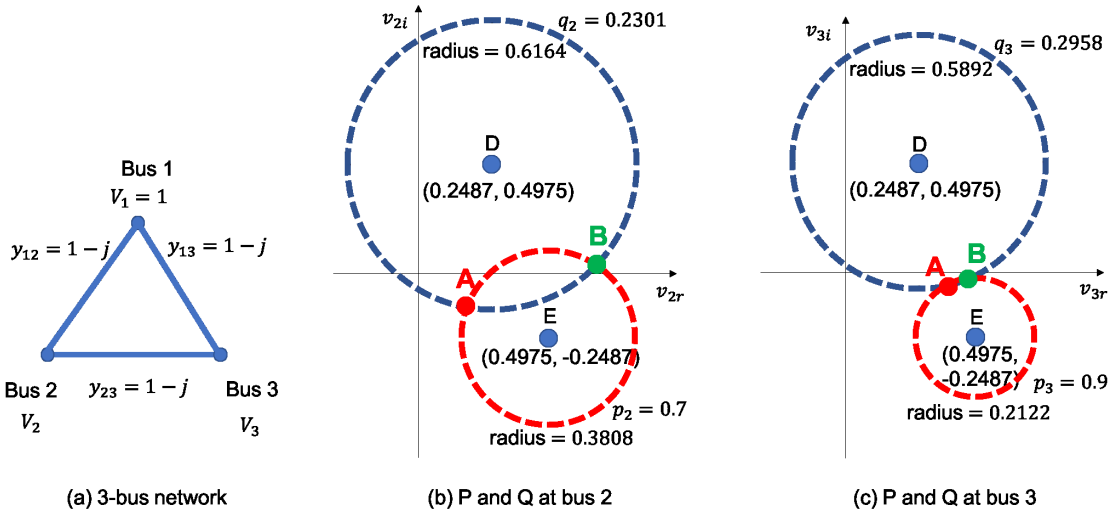 Bus 1
V₁ = 1
y₁₂ = 1 − j
y₁₃ = 1 − j
Bus 2
V₂
y₂₃ = 1 − j
Bus 3
V₃
(a) 3-bus network
v₂ᵢ
q₂ = 0.2301
radius = 0.6164
D
(0.2487, 0.4975)
B
A
v₂ᵣ
E
(0.4975, -0.2487)
p₂ = 0.7
radius = 0.3808
(b) P and Q at bus 2
v₃ᵢ
q₃ = 0.2958
radius = 0.5892
D
(0.2487, 0.4975)
A
B
v₃ᵣ
E
(0.4975,
-0.2487)
p₃ = 0.9
radius = 0.2122
(c) P and Q at bus 3